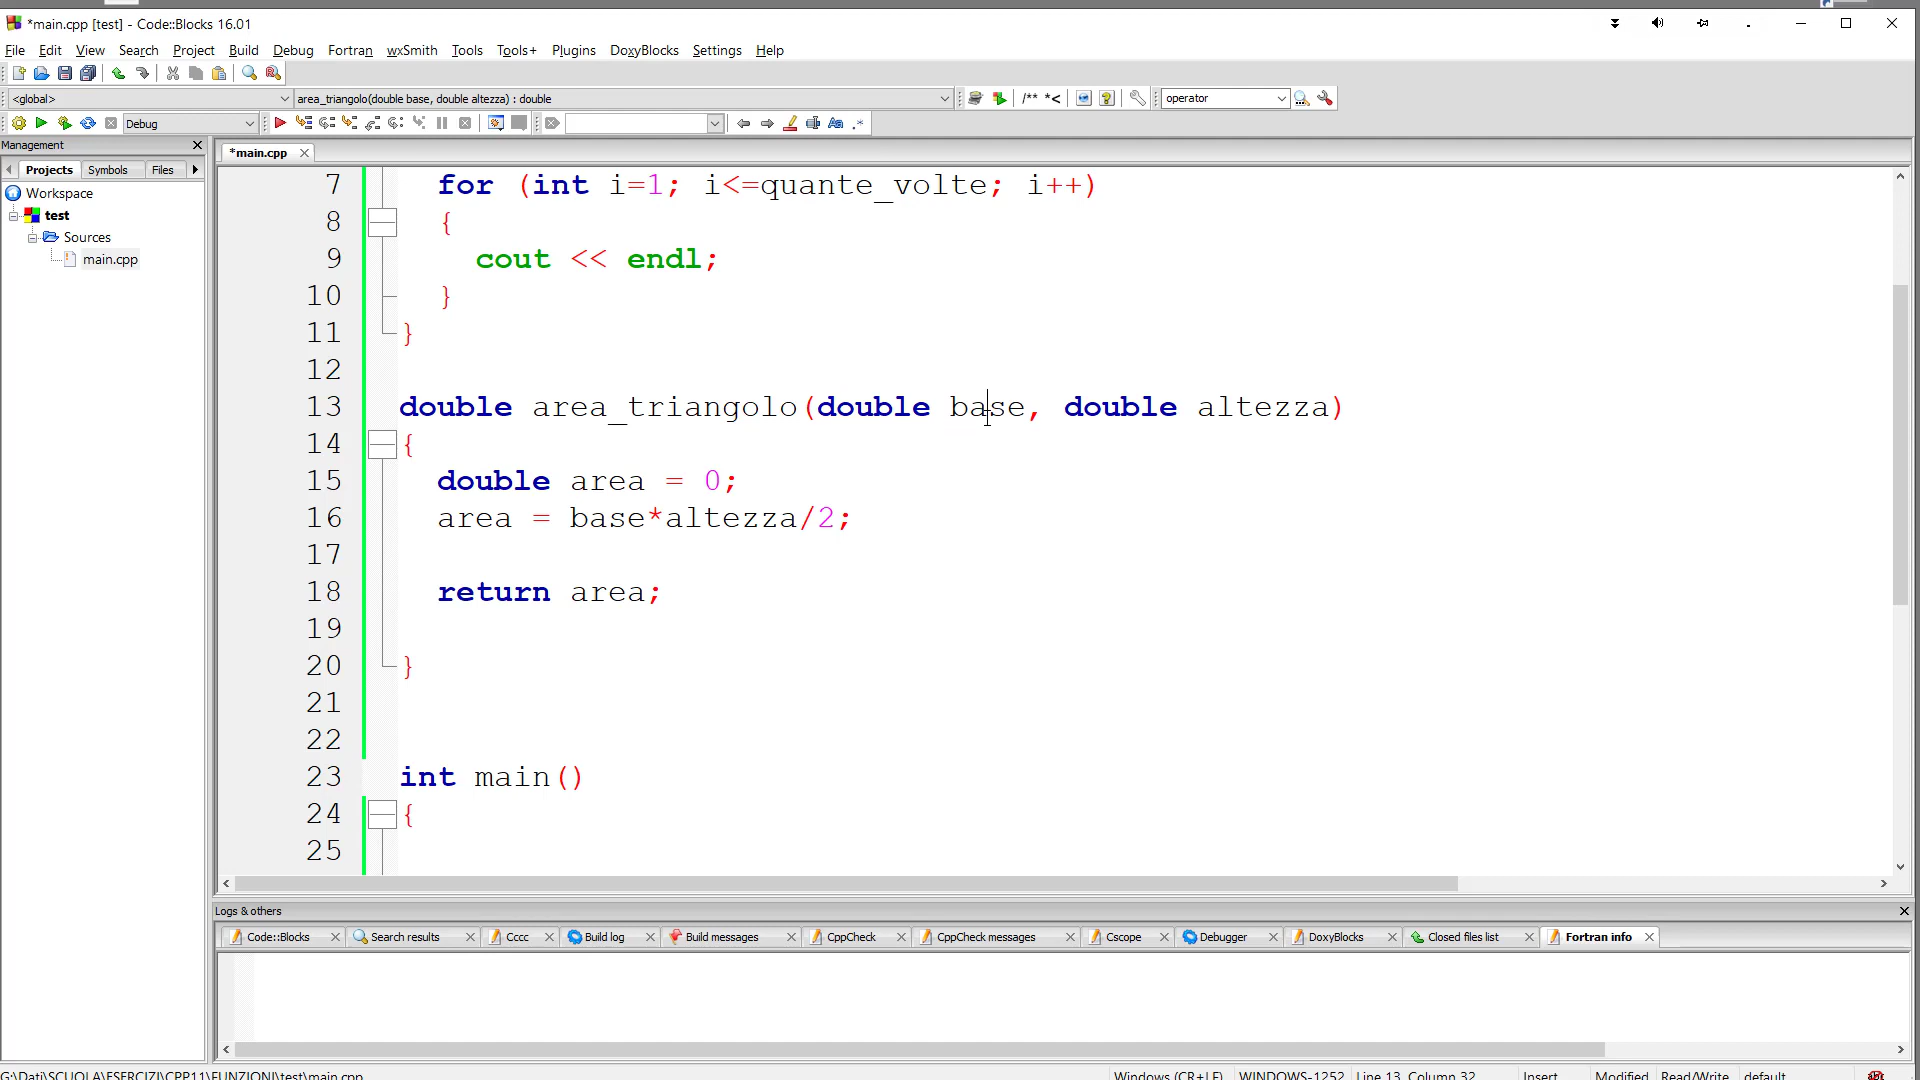 *main.cpp [test] - Code::Blocks 16.01
File Edit View Search Project Build Debug Fortran wxSmith Tools Tools+ Plugins DoxyBlocks Settings Help
<global> area_triangolo(double base, double altezza) : double /** *< operator
Debug
Management
Projects Symbols Files
Workspace
test
Sources
main.cpp
*main.cpp
7 for (int i=1; i<=quante_volte; i++)
8 {
9 cout << endl;
10 }
11 }
12
13 double area_triangolo(double base, double altezza)
14 {
15 double area = 0;
16 area = base*altezza/2;
17
18 return area;
19
20 }
21
22
23 int main()
24 {
25
Logs & others
Code::Blocks Search results Cccc Build log Build messages CppCheck CppCheck messages Cscope Debugger DoxyBlocks Closed files list Fortran info
G:\Dati\SCUOLA\ESERCIZI\CPP11\FUNZIONI\test\main.cpp Windows (CR+LF) WINDOWS-1252 Line 13, Column 32 Insert Modified Read/Write default